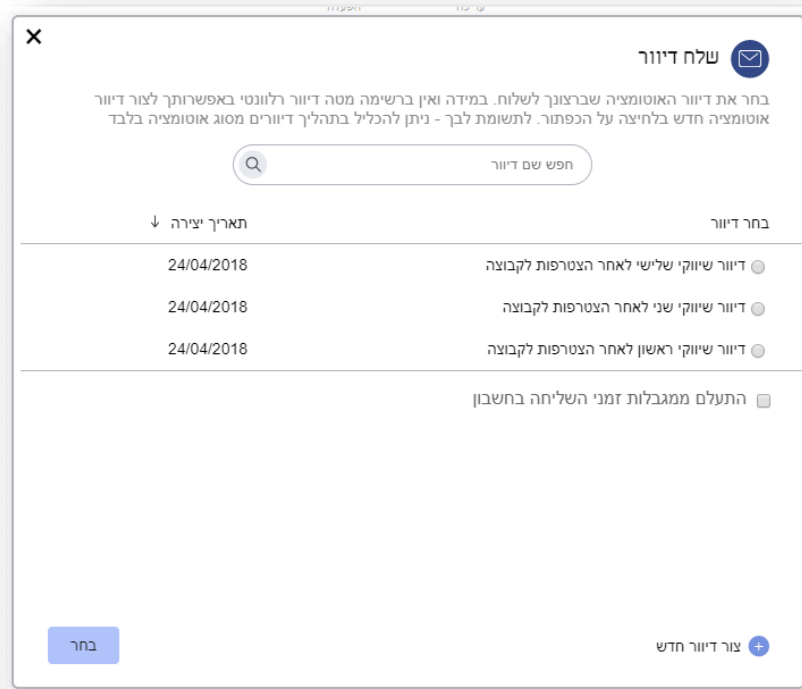 שלח דיוור
בחר את דיוור האוטומציה שברצונך לשלוח. במידה ואין ברשימה מטה דיוור רלוונטי באפשרותך לצור דיוור
אוטומציה חדש בלחיצה על הכפתור. לתשומת לבך - ניתן להכליל בתהליך דיוורים מסוג אוטומציה בלבד
חפש שם דיוור
בחר דיוור תאריך יצירה ↓
דיוור שיווקי שלישי לאחר הצטרפות לקבוצה 24/04/2018
דיוור שיווקי שני לאחר הצטרפות לקבוצה 24/04/2018
דיוור שיווקי ראשון לאחר הצטרפות לקבוצה 24/04/2018
התעלם ממגבלות זמני השליחה בחשבון
צור דיוור חדש
בחר